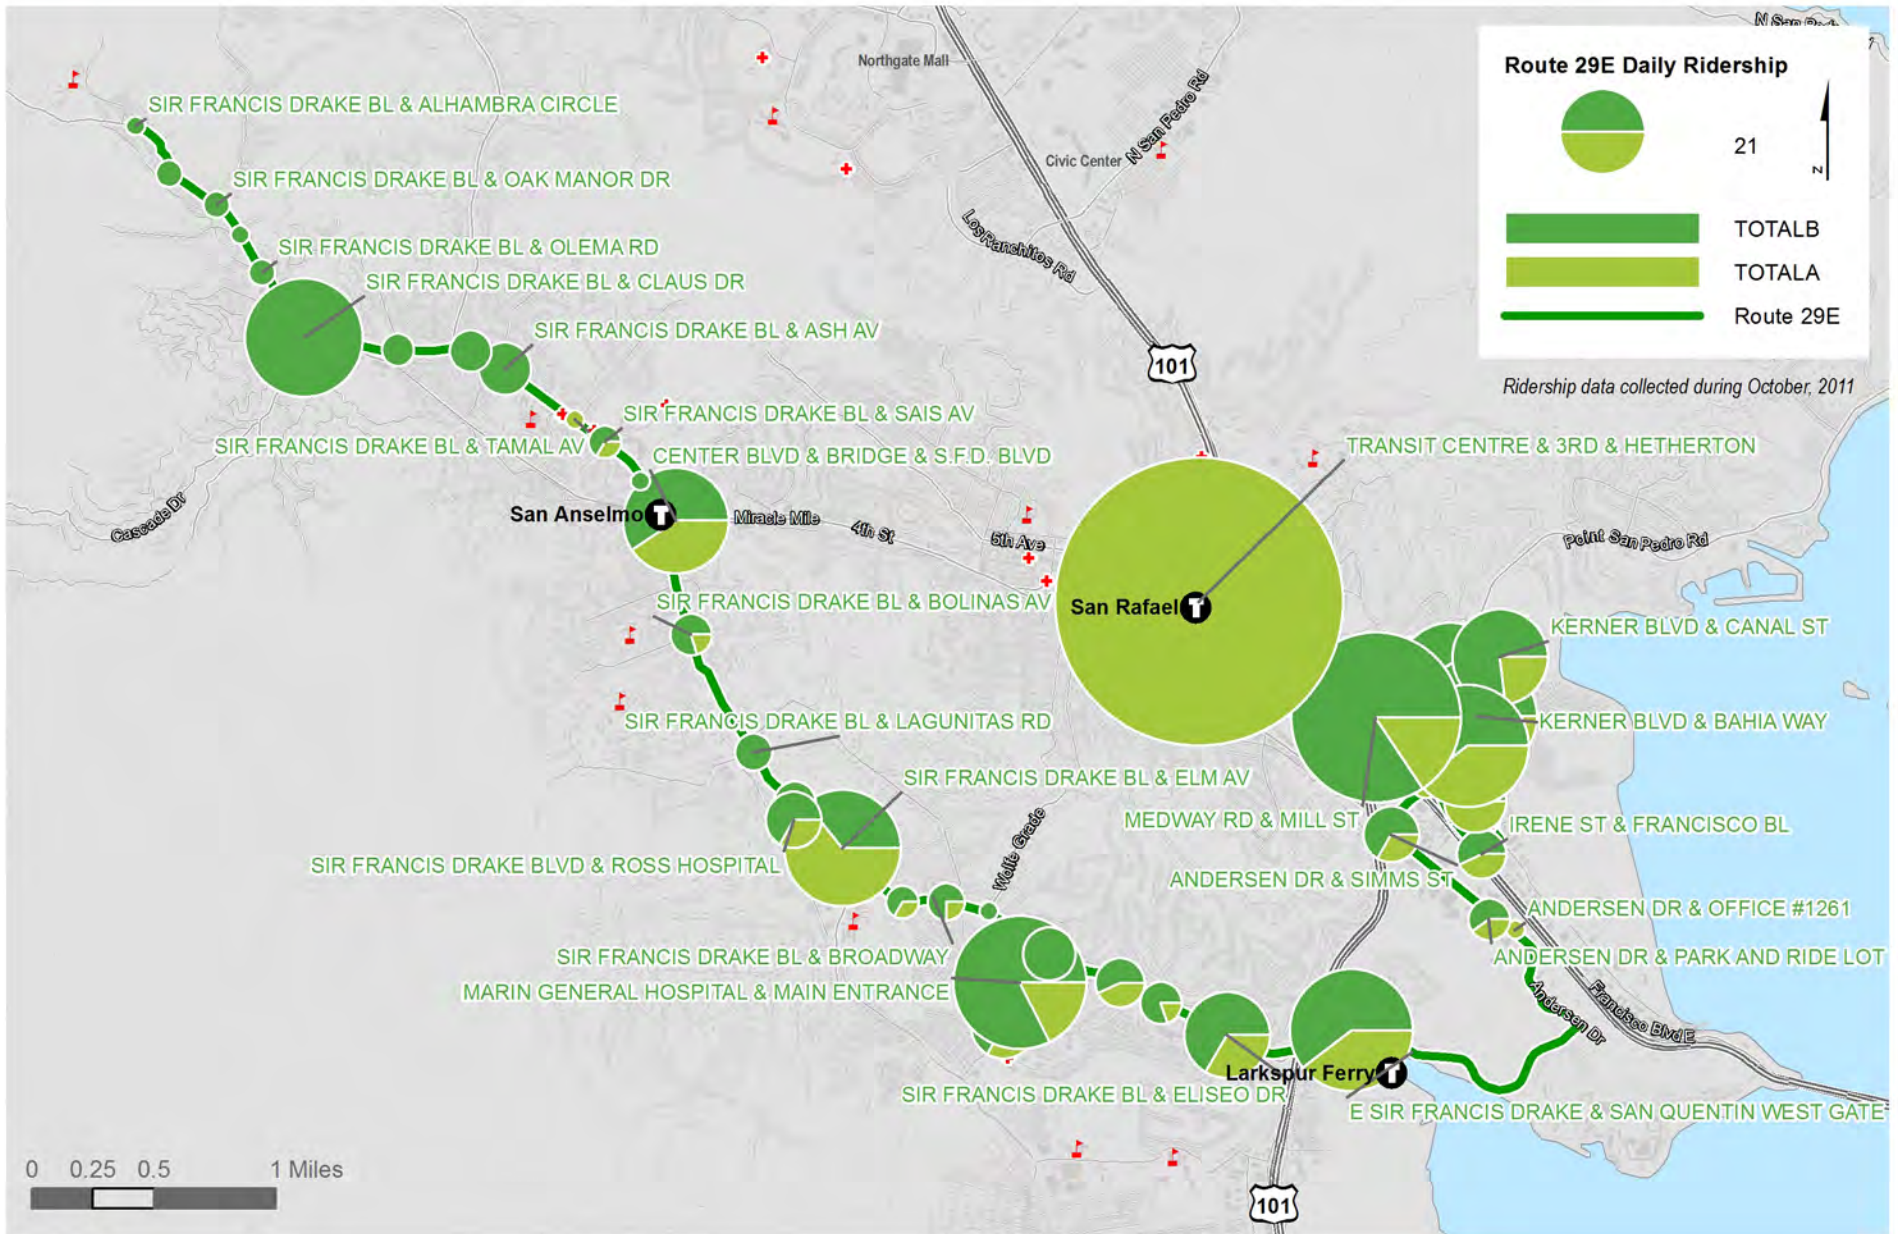 N San Pedr
Route 29E Daily Ridership
21
N
TOTALB
TOTALA
Route 29E
Ridership data collected during October, 2011
Northgate Mall
N San Pedro Rd
Civic Center
Los Ranchitos Rd
SIR FRANCIS DRAKE BL & ALHAMBRA CIRCLE
SIR FRANCIS DRAKE BL & OAK MANOR DR
SIR FRANCIS DRAKE BL & OLEMA RD
SIR FRANCIS DRAKE BL & CLAUS DR
SIR FRANCIS DRAKE BL & ASH AV
101
SIR FRANCIS DRAKE BL & SAIS AV
SIR FRANCIS DRAKE BL & TAMAL AV
CENTER BLVD & BRIDGE & S.F.D. BLVD
TRANSIT CENTRE & 3RD & HETHERTON
Cascade Dr
San Anselmo
T
Miracle Mile
4th St
5th Ave
Point San Pedro Rd
SIR FRANCIS DRAKE BL & BOLINAS AV
San Rafael
T
KERNER BLVD & CANAL ST
SIR FRANCIS DRAKE BL & LAGUNITAS RD
KERNER BLVD & BAHIA WAY
SIR FRANCIS DRAKE BL & ELM AV
MEDWAY RD & MILL ST
IRENE ST & FRANCISCO BL
SIR FRANCIS DRAKE BLVD & ROSS HOSPITAL
Wolfe Grade
ANDERSEN DR & SIMMS ST
ANDERSEN DR & OFFICE #1261
SIR FRANCIS DRAKE BL & BROADWAY
ANDERSEN DR & PARK AND RIDE LOT
MARIN GENERAL HOSPITAL & MAIN ENTRANCE
Andersen Dr
Francisco Blvd E
Larkspur Ferry
T
SIR FRANCIS DRAKE BL & ELISEO DR
E SIR FRANCIS DRAKE & SAN QUENTIN WEST GATE
0 0.25 0.5 1 Miles
101